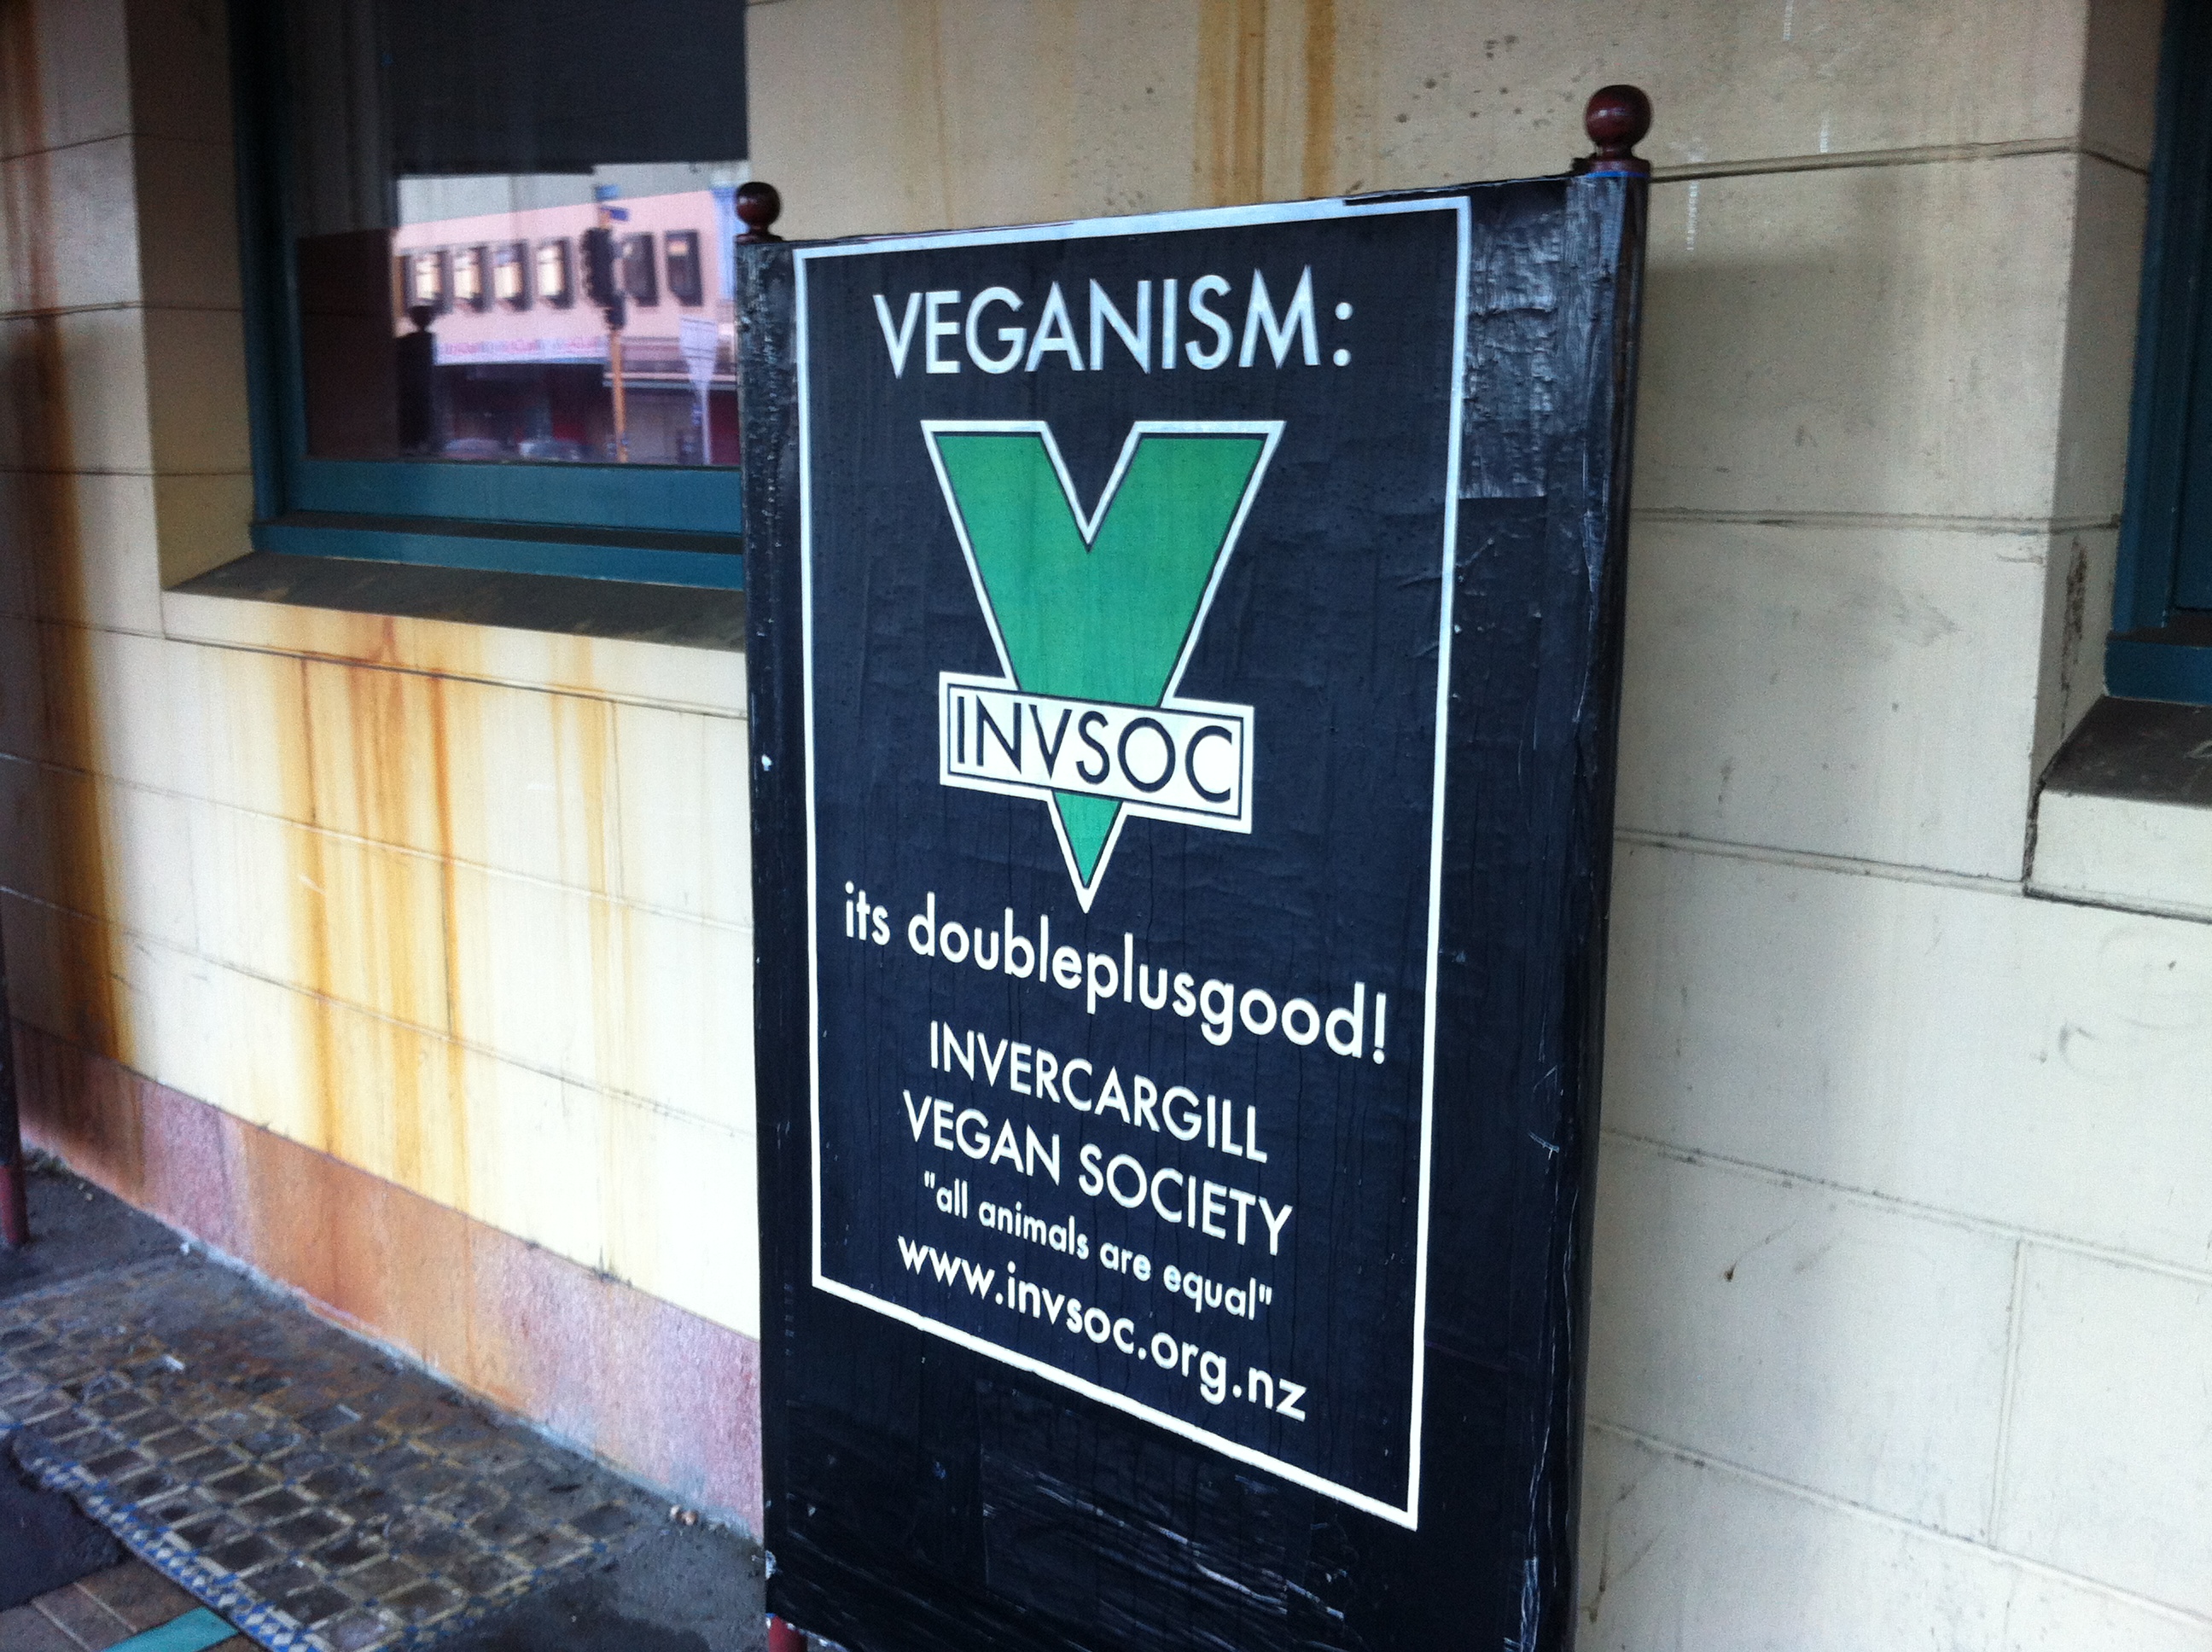 VEGANISM:
INVSOC
its doubleplusgood!
INVERCARGILL
VEGAN SOCIETY
"all animals are equal"
www.invsoc.org.nz